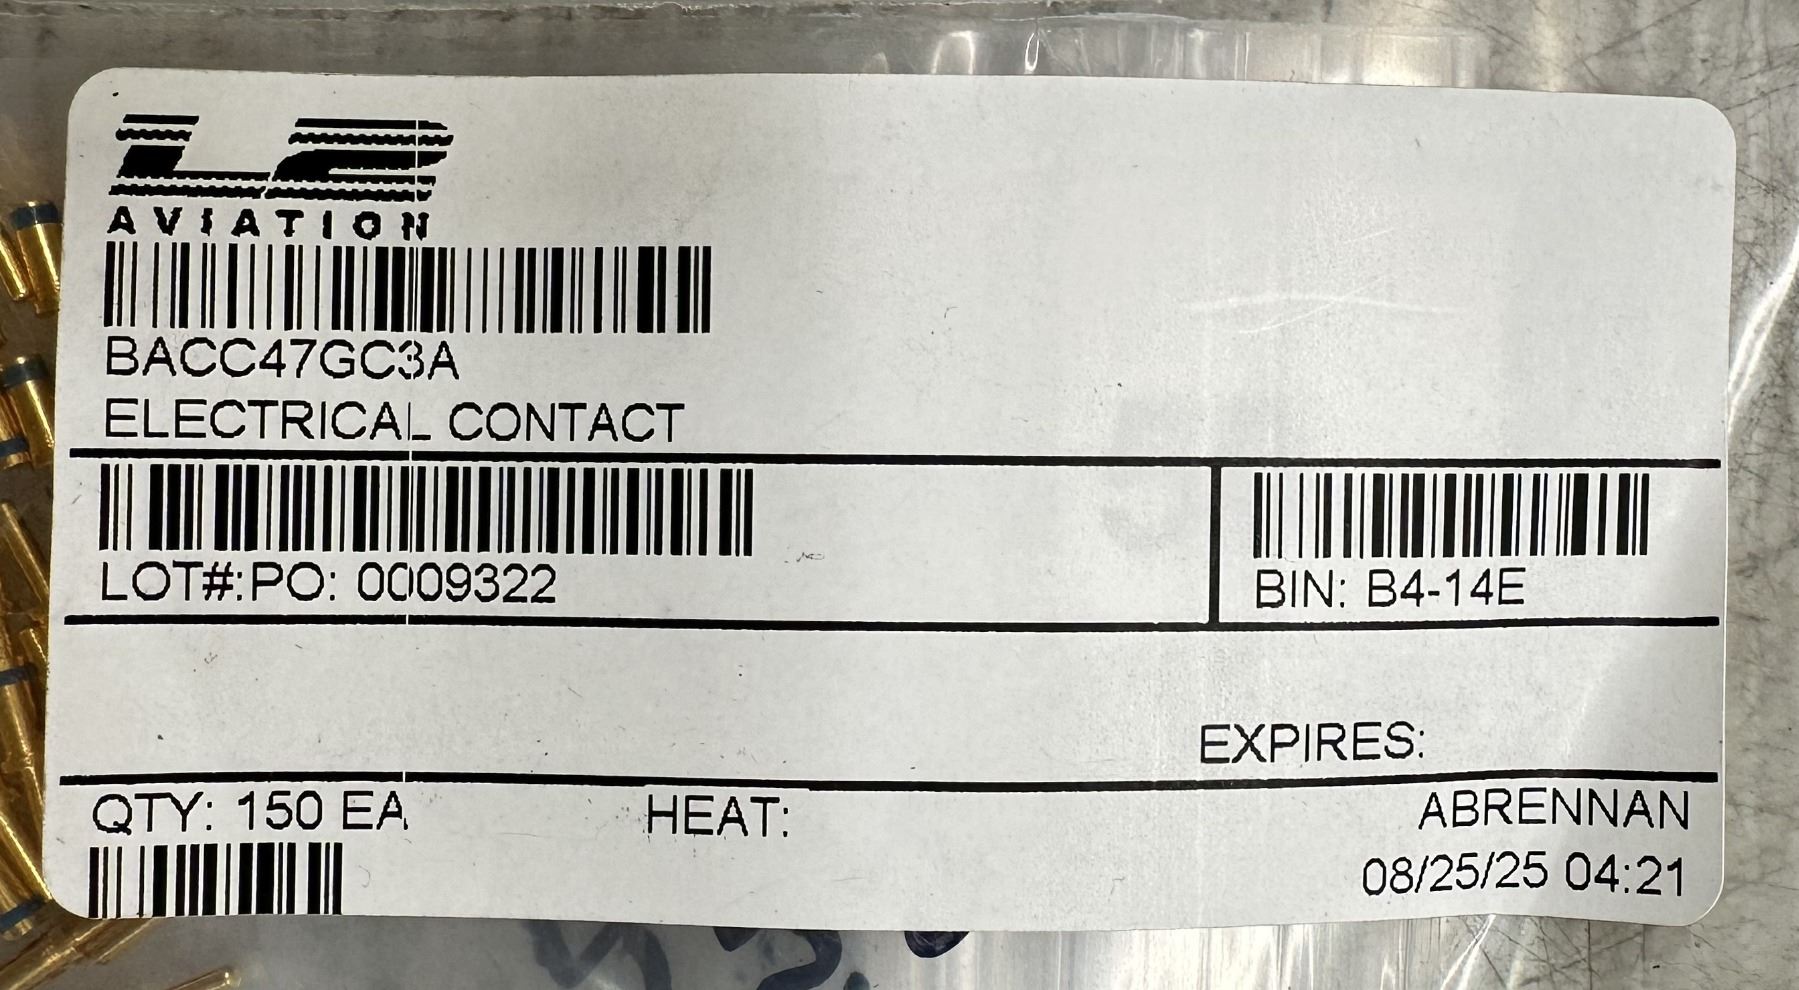 L2
AVIATION
BACC47GC3A
ELECTRICAL CONTACT
LOT#:PO: 0009322
BIN: B4-14E
EXPIRES:
QTY: 150 EA
HEAT:
ABRENNAN
08/25/25 04:21